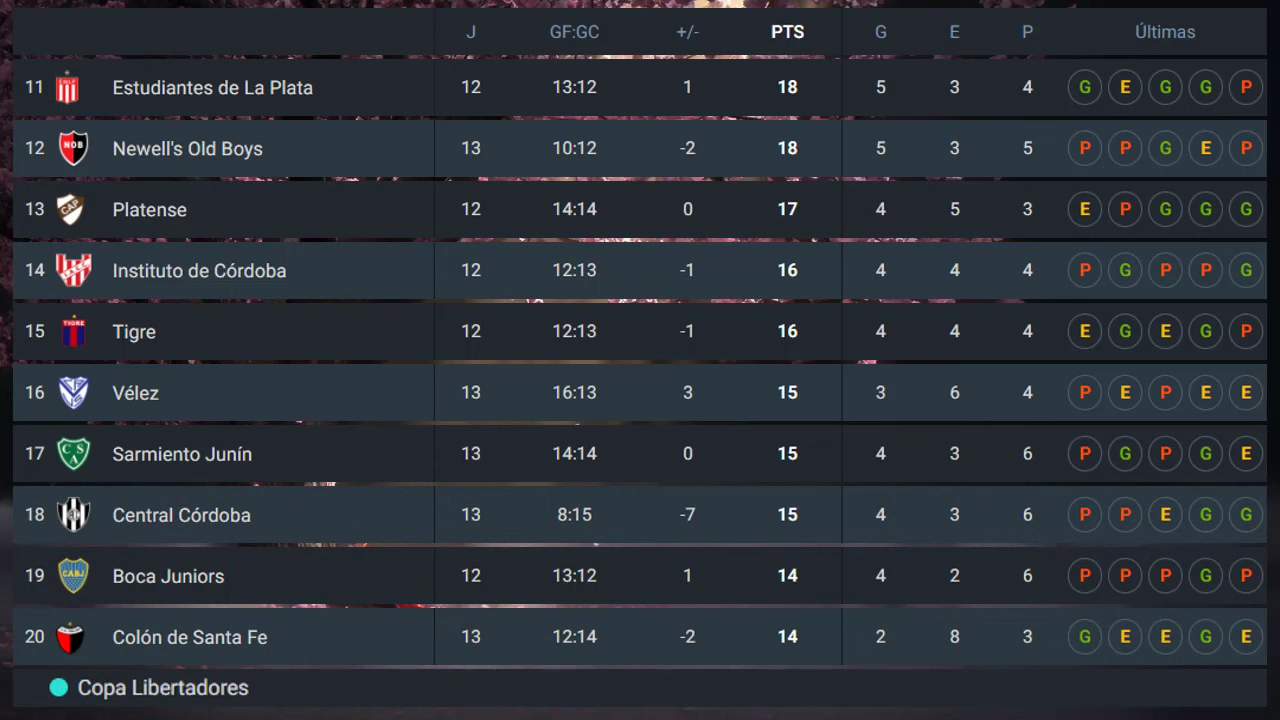 J GF:GC +/- PTS G E P Últimas
11 Estudiantes de La Plata 12 13:12 1 18 5 3 4 G E G G P
12 NOB Newell's Old Boys 13 10:12 -2 18 5 3 5 P P G E P
13 CAP Platense 12 14:14 0 17 4 5 3 E P G G G
14 Instituto de Córdoba 12 12:13 -1 16 4 4 4 P G P P G
15 TIGRE Tigre 12 12:13 -1 16 4 4 4 E G E G P
16 Vélez 13 16:13 3 15 3 6 4 P E P E E
17 CSA Sarmiento Junín 13 14:14 0 15 4 3 6 P G P G E
18 Central Córdoba 13 8:15 -7 15 4 3 6 P P E G G
19 CABJ Boca Juniors 12 13:12 1 14 4 2 6 P P P G P
20 Colón de Santa Fe 13 12:14 -2 14 2 8 3 G E E G E
Copa Libertadores